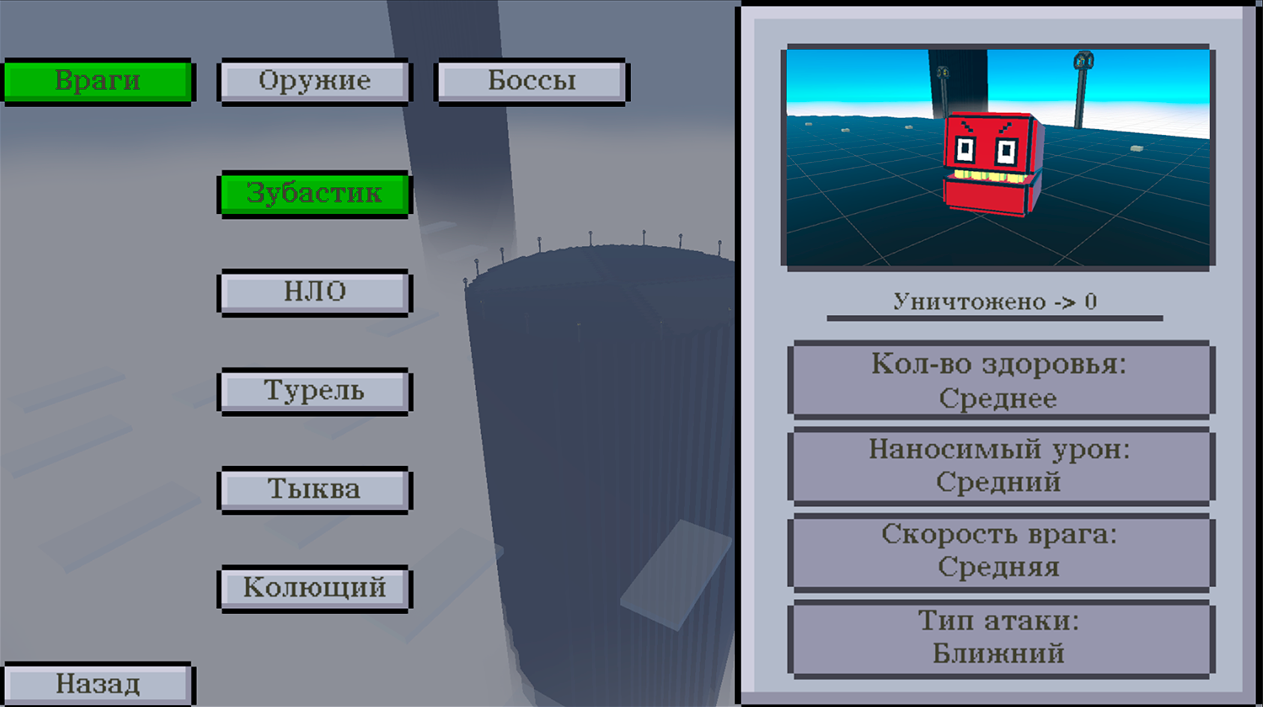 Враги
Оружие
Боссы
Зубастик
НЛО
Турель
Тыква
Колющий
Назад
Уничтожено -> 0
Кол-во здоровья:
Среднее
Наносимый урон:
Средний
Скорость врага:
Средняя
Тип атаки:
Ближний